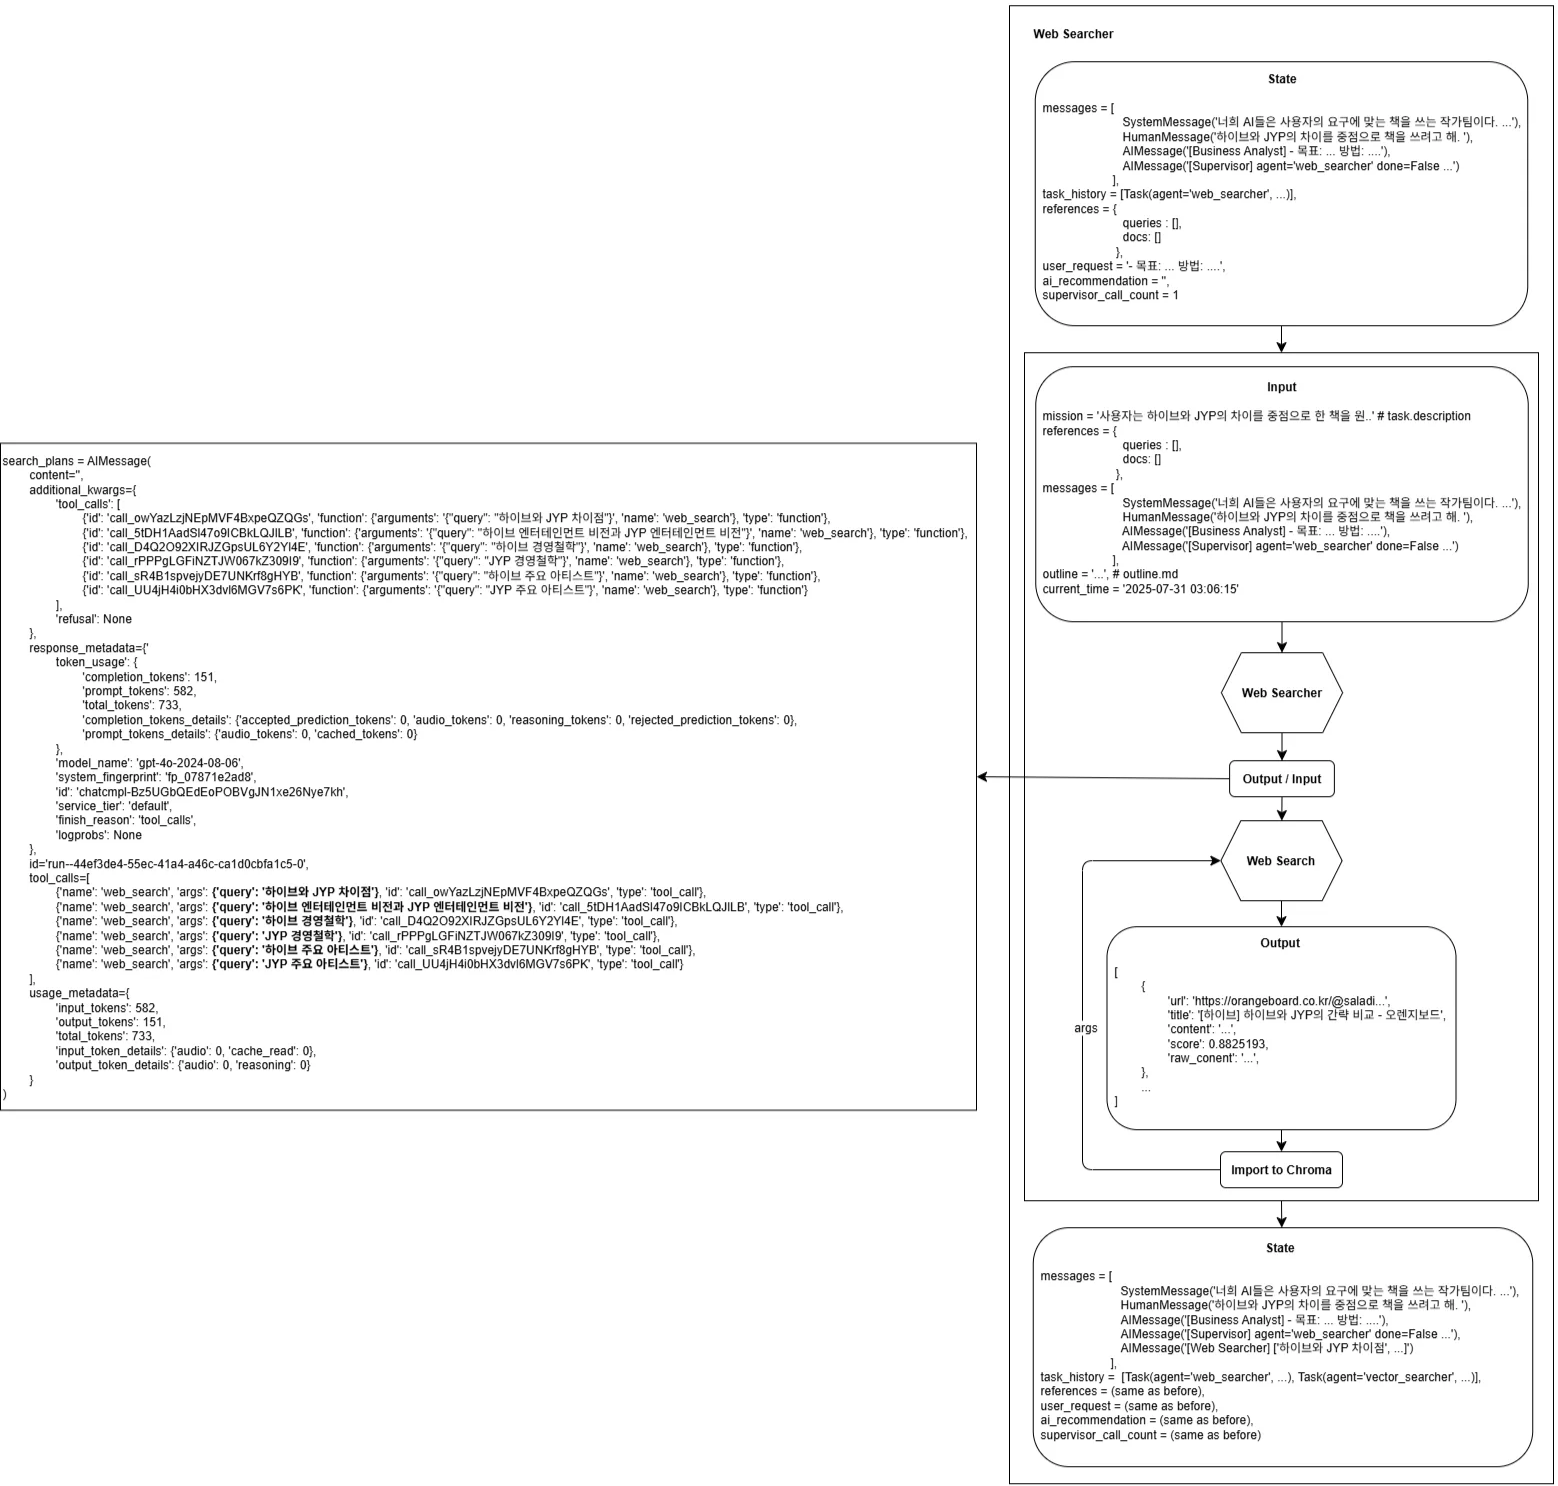 Web Searcher
State
messages = [
SystemMessage('너희 AI들은 사용자의 요구에 맞는 책을 쓰는 작가팀이다. ...'),
HumanMessage('하이브와 JYP의 차이를 중점으로 책을 쓰려고 해. '),
AIMessage('[Business Analyst] - 목표: ... 방법: ....'),
AIMessage('[Supervisor] agent='web_searcher' done=False ...')
],
task_history = [Task(agent='web_searcher', ...)],
references = {
queries : [],
docs: []
},
user_request = '- 목표: ... 방법: ....',
ai_recommendation = '',
supervisor_call_count = 1
Input
mission = '사용자는 하이브와 JYP의 차이를 중점으로 한 책을 원..' # task.description
references = {
queries : [],
docs: []
},
messages = [
SystemMessage('너희 AI들은 사용자의 요구에 맞는 책을 쓰는 작가팀이다. ...'),
HumanMessage('하이브와 JYP의 차이를 중점으로 책을 쓰려고 해. '),
AIMessage('[Business Analyst] - 목표: ... 방법: ....'),
AIMessage('[Supervisor] agent='web_searcher' done=False ...')
],
outline = '...', # outline.md
current_time = '2025-07-31 03:06:15'
Web Searcher
Output / Input
search_plans = AIMessage(
content='',
additional_kwargs={
'tool_calls': [
{'id': 'call_owYazLzjNEpMVF4BxpeQZQGs', 'function': {'arguments': '{"query": "하이브와 JYP 차이점"}', 'name': 'web_search'}, 'type': 'function'},
{'id': 'call_5tDH1AadSl47o9ICBkLQJILB', 'function': {'arguments': '{"query": "하이브 엔터테인먼트 비전과 JYP 엔터테인먼트 비전"}', 'name': 'web_search'}, 'type': 'function'},
{'id': 'call_D4Q2O92XIRJZGpsUL6Y2Yl4E', 'function': {'arguments': '{"query": "하이브 경영철학"}', 'name': 'web_search'}, 'type': 'function'},
{'id': 'call_rPPPgLGFiNZTJW067kZ309I9', 'function': {'arguments': '{"query": "JYP 경영철학"}', 'name': 'web_search'}, 'type': 'function'},
{'id': 'call_sR4B1spvejyDE7UNKrf8gHYB', 'function': {'arguments': '{"query": "하이브 주요 아티스트"}', 'name': 'web_search'}, 'type': 'function'},
{'id': 'call_UU4jH4i0bHX3dvl6MGV7s6PK', 'function': {'arguments': '{"query": "JYP 주요 아티스트"}', 'name': 'web_search'}, 'type': 'function'}
],
'refusal': None
},
response_metadata={'
token_usage': {
'completion_tokens': 151,
'prompt_tokens': 582,
'total_tokens': 733,
'completion_tokens_details': {'accepted_prediction_tokens': 0, 'audio_tokens': 0, 'reasoning_tokens': 0, 'rejected_prediction_tokens': 0},
'prompt_tokens_details': {'audio_tokens': 0, 'cached_tokens': 0}
},
'model_name': 'gpt-4o-2024-08-06',
'system_fingerprint': 'fp_07871e2ad8',
'id': 'chatcmpl-Bz5UGbQEdEoPOBVgJN1xe26Nye7kh',
'service_tier': 'default',
'finish_reason': 'tool_calls',
'logprobs': None
},
id='run--44ef3de4-55ec-41a4-a46c-ca1d0cbfa1c5-0',
tool_calls=[
{'name': 'web_search', 'args': {'query': '하이브와 JYP 차이점'}, 'id': 'call_owYazLzjNEpMVF4BxpeQZQGs', 'type': 'tool_call'},
{'name': 'web_search', 'args': {'query': '하이브 엔터테인먼트 비전과 JYP 엔터테인먼트 비전'}, 'id': 'call_5tDH1AadSl47o9ICBkLQJILB', 'type': 'tool_call'},
{'name': 'web_search', 'args': {'query': '하이브 경영철학'}, 'id': 'call_D4Q2O92XIRJZGpsUL6Y2Yl4E', 'type': 'tool_call'},
{'name': 'web_search', 'args': {'query': 'JYP 경영철학'}, 'id': 'call_rPPPgLGFiNZTJW067kZ309I9', 'type': 'tool_call'},
{'name': 'web_search', 'args': {'query': '하이브 주요 아티스트'}, 'id': 'call_sR4B1spvejyDE7UNKrf8gHYB', 'type': 'tool_call'},
{'name': 'web_search', 'args': {'query': 'JYP 주요 아티스트'}, 'id': 'call_UU4jH4i0bHX3dvl6MGV7s6PK', 'type': 'tool_call'}
],
usage_metadata={
'input_tokens': 582,
'output_tokens': 151,
'total_tokens': 733,
'input_token_details': {'audio': 0, 'cache_read': 0},
'output_token_details': {'audio': 0, 'reasoning': 0}
}
)
Web Search
Output
[
{
'url': 'https://orangeboard.co.kr/@saladi...',
'title': '[하이브] 하이브와 JYP의 간략 비교 - 오렌지보드',
'content': '...',
'score': 0.8825193,
'raw_conent': '...',
},
...
]
args
Import to Chroma
State
messages = [
SystemMessage('너희 AI들은 사용자의 요구에 맞는 책을 쓰는 작가팀이다. ...'),
HumanMessage('하이브와 JYP의 차이를 중점으로 책을 쓰려고 해. '),
AIMessage('[Business Analyst] - 목표: ... 방법: ....'),
AIMessage('[Supervisor] agent='web_searcher' done=False ...'),
AIMessage('[Web Searcher] ['하이브와 JYP 차이점', ...]')
],
task_history =  [Task(agent='web_searcher', ...), Task(agent='vector_searcher', ...)],
references = (same as before),
user_request = (same as before),
ai_recommendation = (same as before),
supervisor_call_count = (same as before)